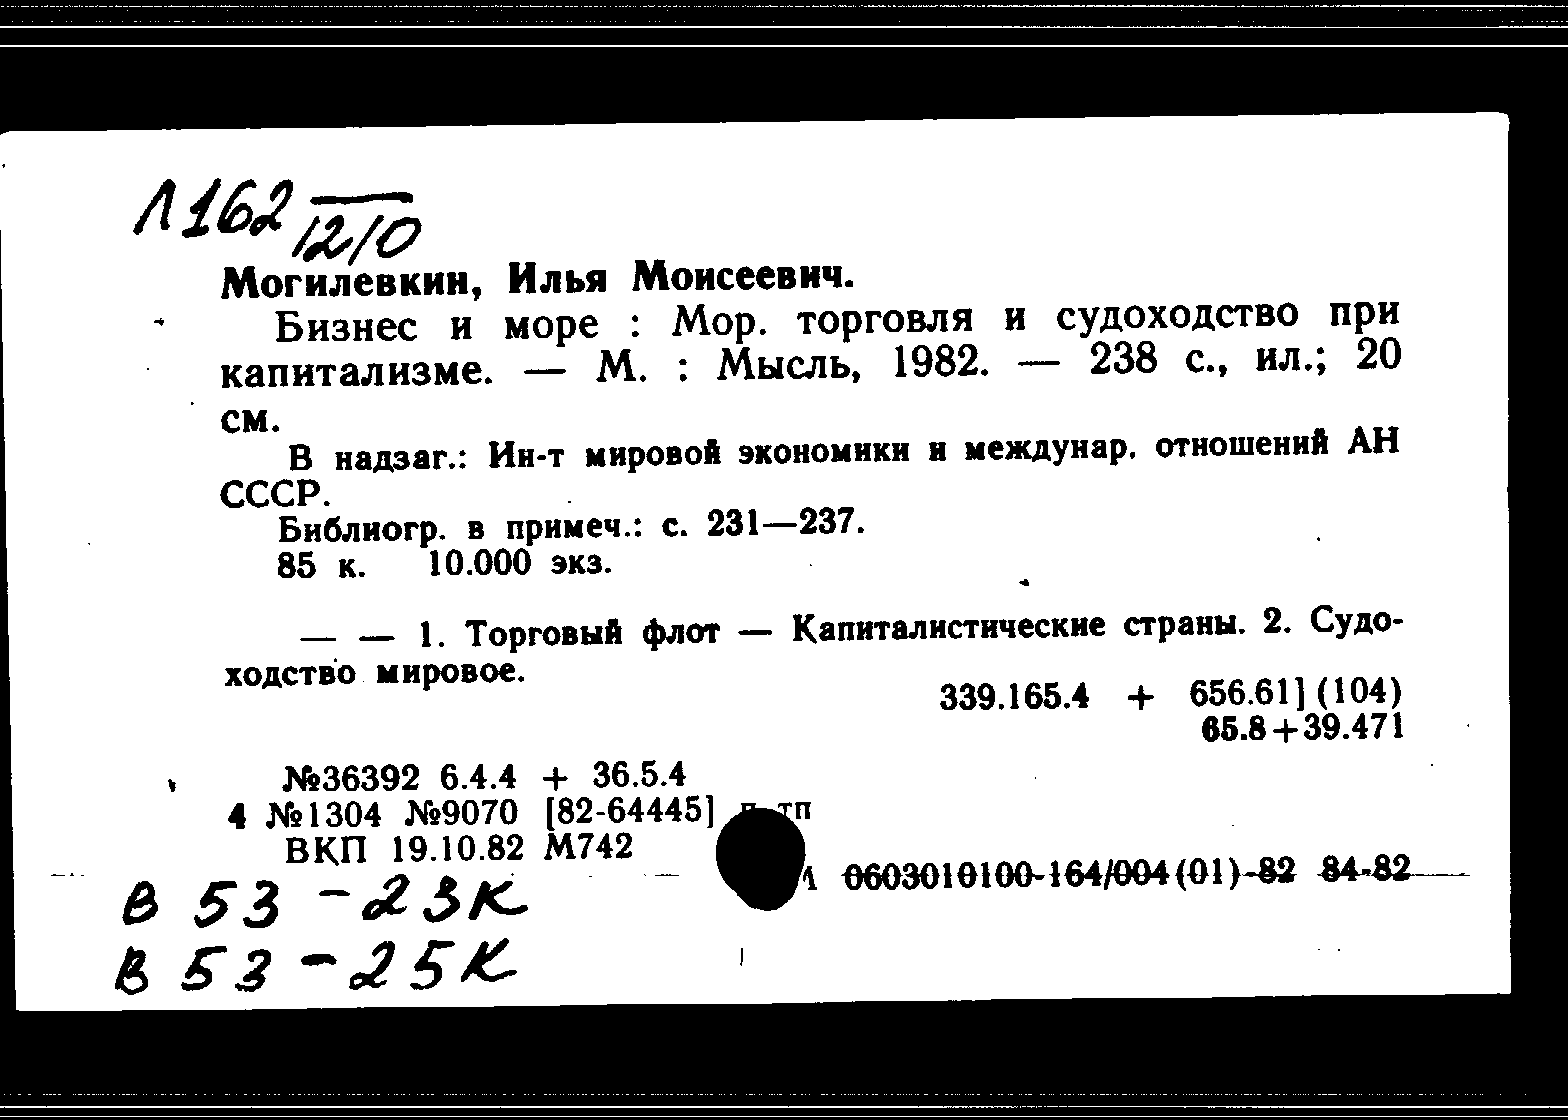 Л162 12/0
Могилевкин, Илья Моисеевич.
Бизнес и море : Мор. торговля и судоходство при
капитализме. — М. : Мысль, 1982. — 238 с., ил.; 20
см.
В надзаг.: Ин-т мировой экономики и междунар. отношений АН
СССР.
Библиогр. в примеч.: с. 231—237.
85 к. 10.000 экз.
— — 1. Торговый флот — Капиталистические страны. 2. Судо-
ходство мировое.
339.165.4 + 656.61] (104)
65.8+39.471
№36392 6.4.4 + 36.5.4
4 №1304 №9070 [82-64445] п тп
ВКП 19.10.82 М742
0603010100-164/004(01)-82 84-82
В 53-23К
В 53-25К